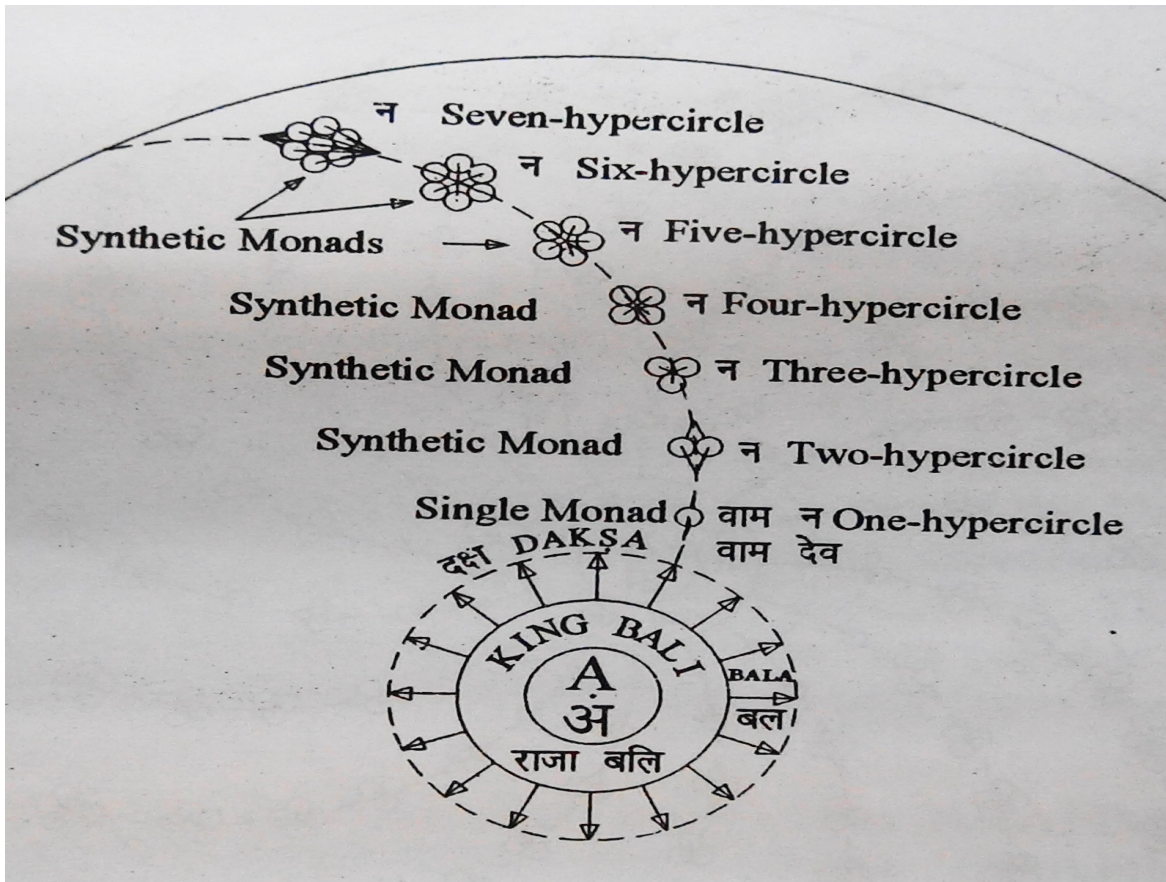 न Seven-hypercircle
न Six-hypercircle
Synthetic Monads
न Five-hypercircle
Synthetic Monad न Four-hypercircle
Synthetic Monad न Three-hypercircle
Synthetic Monad न Two-hypercircle
Single Monad वाम न One-hypercircle
वाम देव
दक्ष DAKṢA
KING BALI
A
अं
BALA
बल
राजा बलि